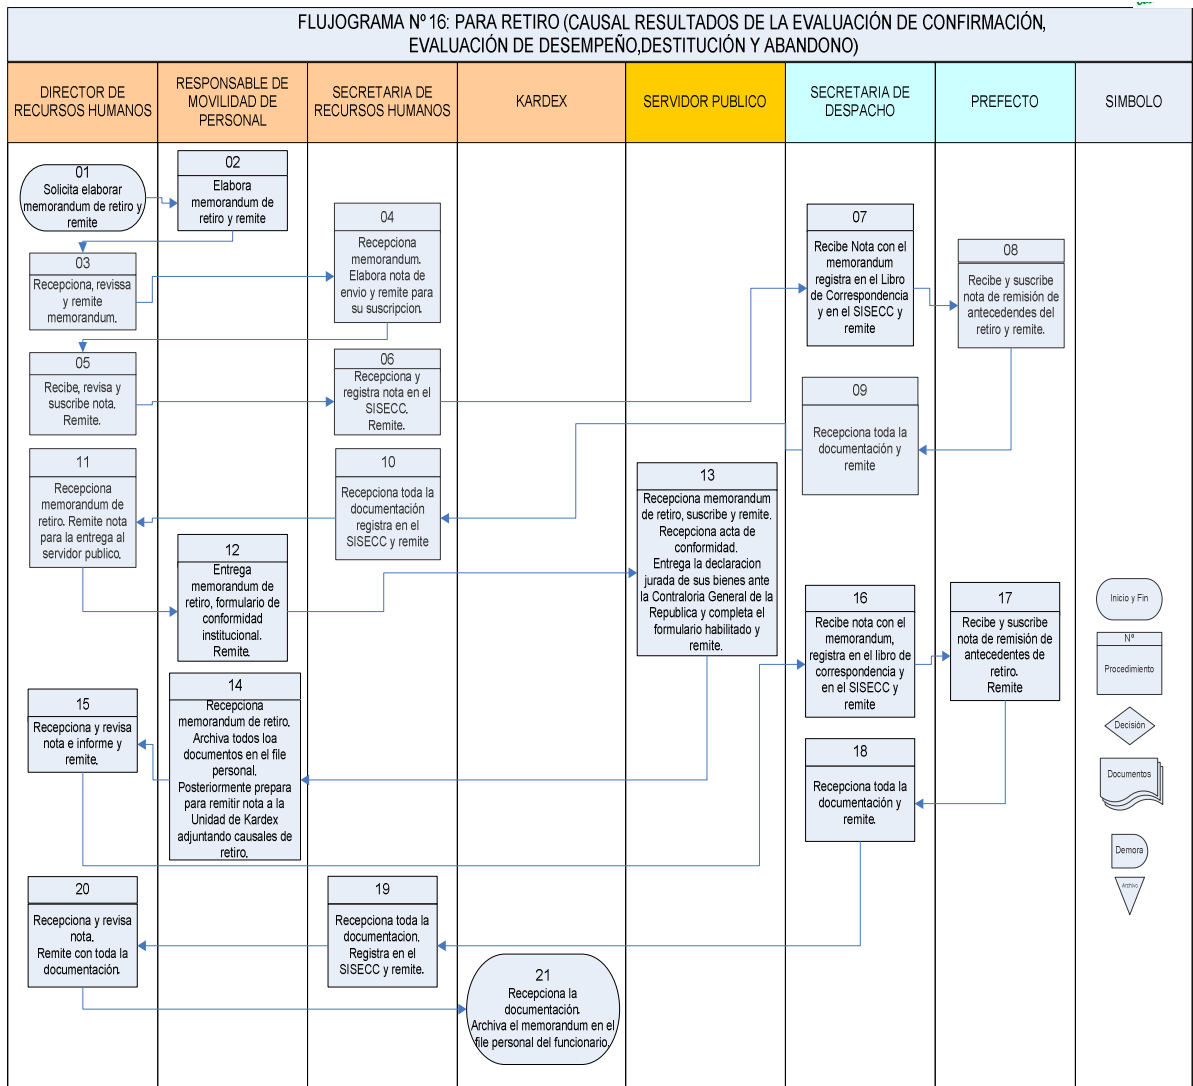 FLUJOGRAMA Nº 16: PARA RETIRO (CAUSAL RESULTADOS DE LA EVALUACIÓN DE CONFIRMACIÓN,
EVALUACIÓN DE DESEMPEÑO,DESTITUCIÓN Y ABANDONO)
DIRECTOR DE
RECURSOS HUMANOS
RESPONSABLE DE
MOVILIDAD DE
PERSONAL
SECRETARIA DE
RECURSOS HUMANOS
KARDEX
SERVIDOR PUBLICO
SECRETARIA DE
DESPACHO
PREFECTO
SIMBOLO
01
Solicita elaborar
memorandum de retiro y
remite
02
Elabora
memorandum de
retiro y remite
03
Recepciona, revissa
y remite
memorandum.
04
Recepciona
memorandum.
Elabora nota de
envio y remite para
su suscripcion.
05
Recibe, revisa y
suscribe nota.
Remite.
06
Recepciona y
registra nota en el
SISECC.
Remite.
07
Recibe Nota con el
memorandum
registra en el Libro
de Correspondencia
y en el SISECC y
remite
08
Recibe y suscribe
nota de remisión de
antecedendes del
retiro y remite.
09
Recepciona toda la
documentación y
remite
10
Recepciona toda la
documentación
registra en el
SISECC y remite
11
Recepciona
memorandum de
retiro. Remite nota
para la entrega al
servidor publico.
12
Entrega
memorandum de
retiro, formulario de
conformidad
institucional.
Remite.
13
Recepciona memorandum
de retiro, suscribe y remite.
Recepciona acta de
conformidad.
Entrega la declaracion
jurada de sus bienes ante
la Contraloria General de la
Republica y completa el
formulario habilitado y
remite.
14
Recepciona
memorandum de retiro.
Archiva todos loa
documentos en el file
personal.
Posteriormente prepara
para remitir nota a la
Unidad de Kardex
adjuntando causales de
retiro.
15
Recepciona y revisa
nota e informe y
remite.
16
Recibe nota con el
memorandum,
registra en el libro de
correspondencia y
en el SISECC y
remite
17
Recibe y suscribe
nota de remisión de
antecedentes de
retiro.
Remite
18
Recepciona toda la
documentación y
remite.
19
Recepciona toda la
documentacion.
Registra en el
SISECC y remite.
20
Recepciona y revisa
nota.
Remite con toda la
documentación.
21
Recepciona la
documentación.
Archiva el memorandum en el
file personal del funcionario.
Inicio y Fin
Nº
Procedimiento
Decisión
Documentos
Demora
Archivo